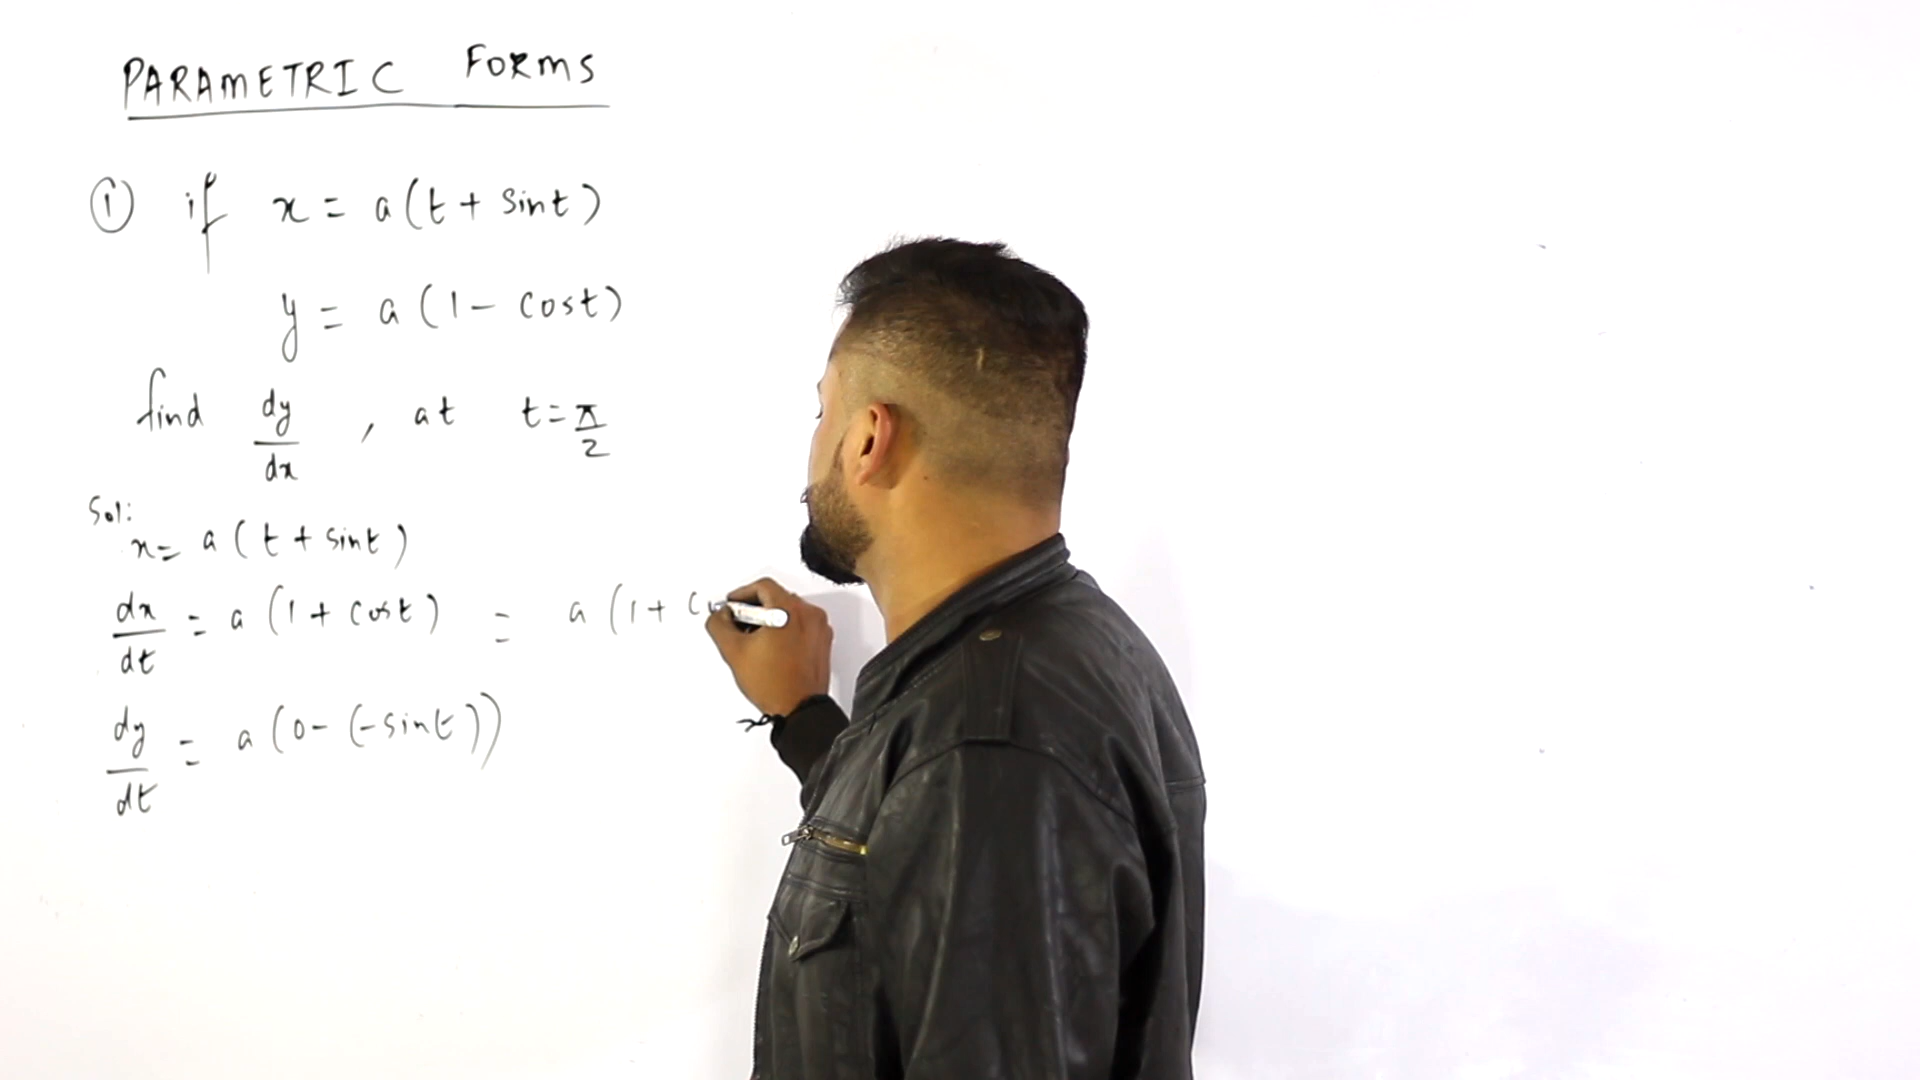 PARAMETRIC FORMS
① if x = a(t + sint)
y = a(1 - cost)
find dy/dx , at t = π/2
Sol:
x = a(t + sint)
dx/dt = a(1 + cost) = a(1 +
dy/dt = a(0 - (-sint))